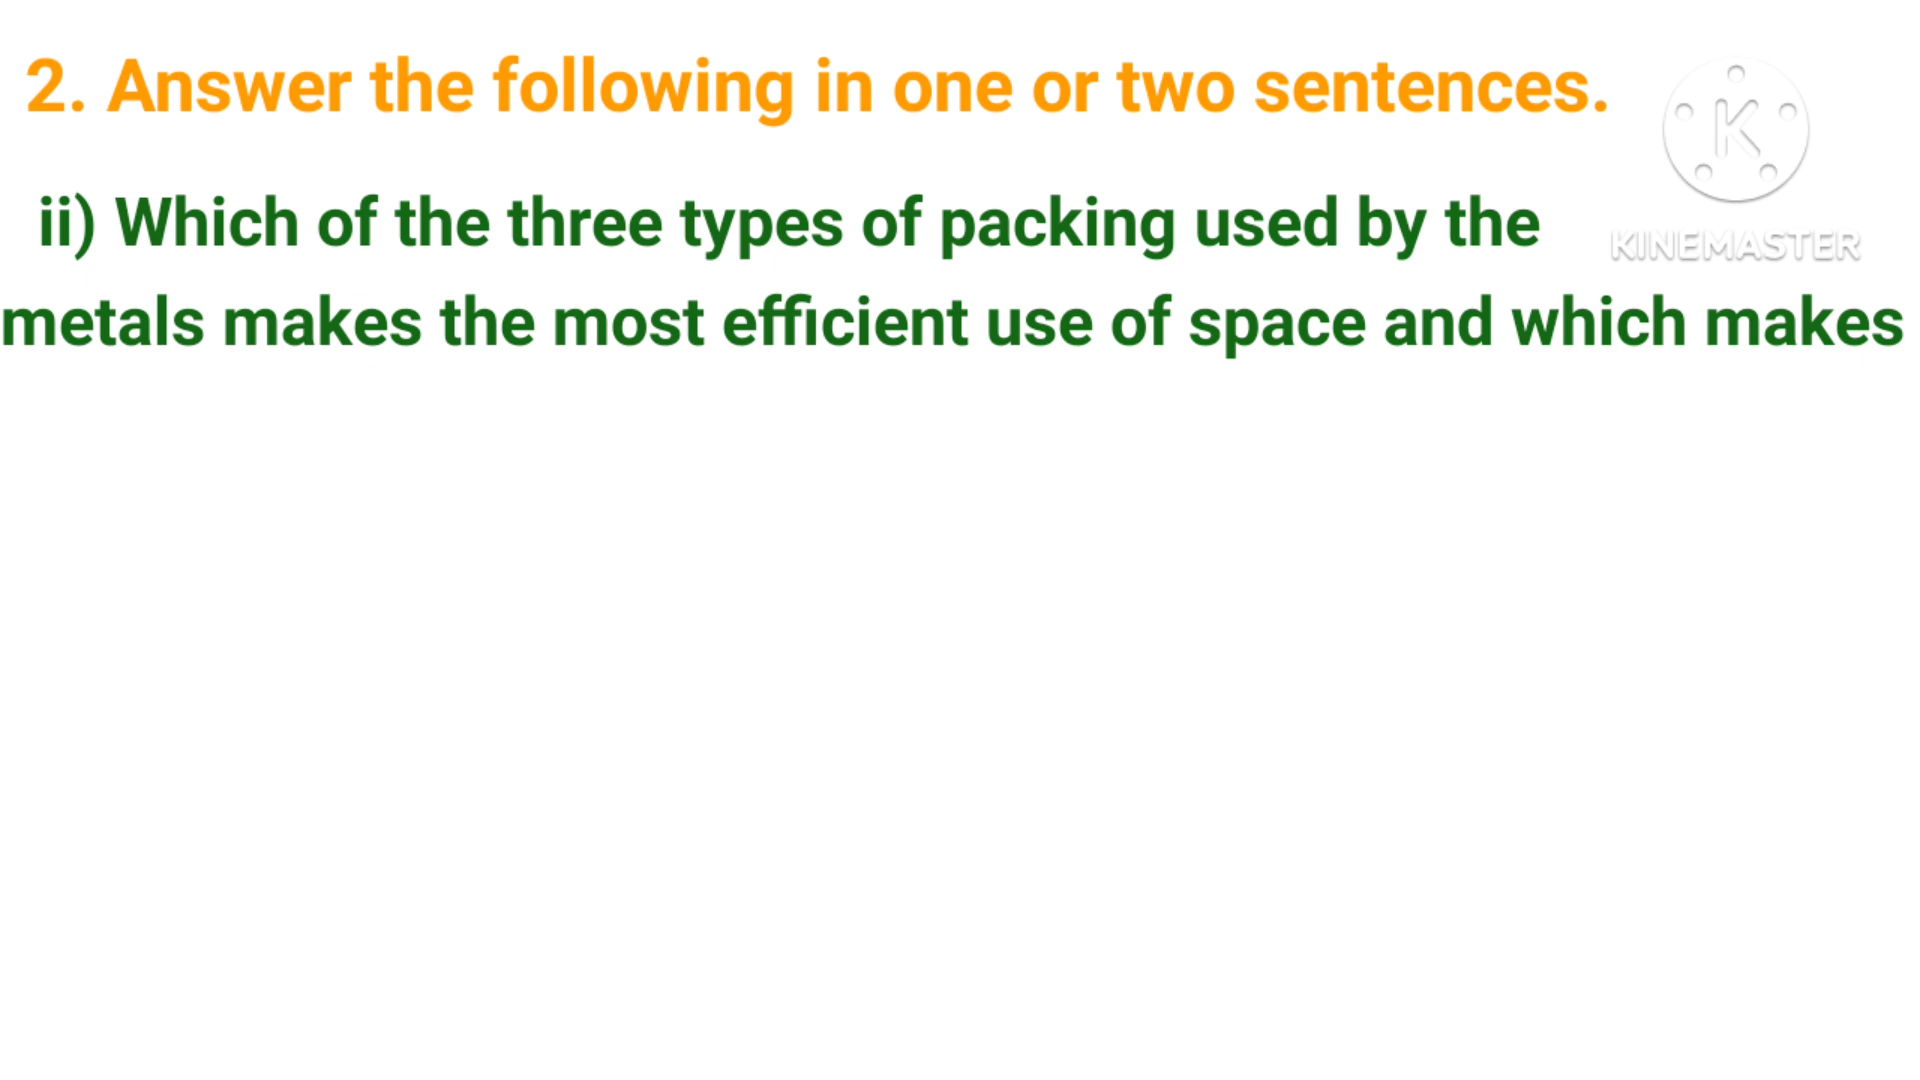 2. Answer the following in one or two sentences.
ii) Which of the three types of packing used by the
metals makes the most efficient use of space and which makes
K
KINEMASTER